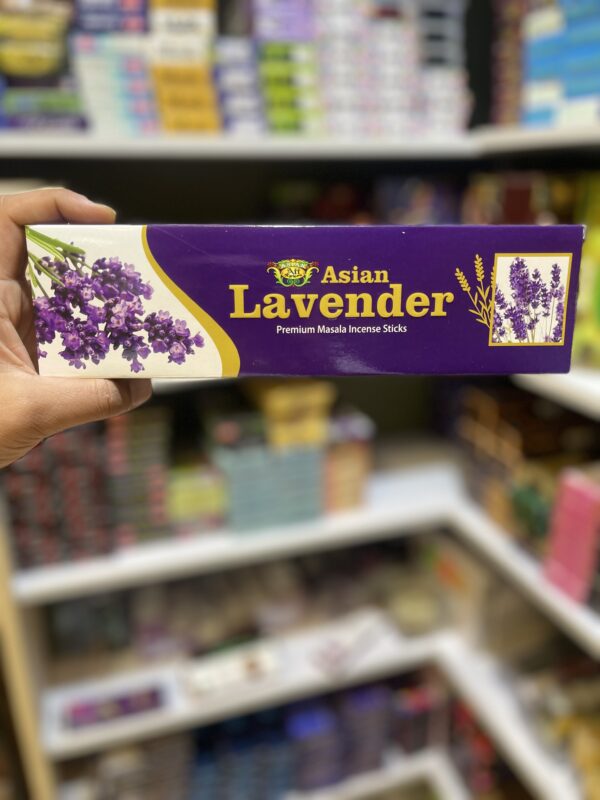 Asian
Lavender
Premium Masala Incense Sticks